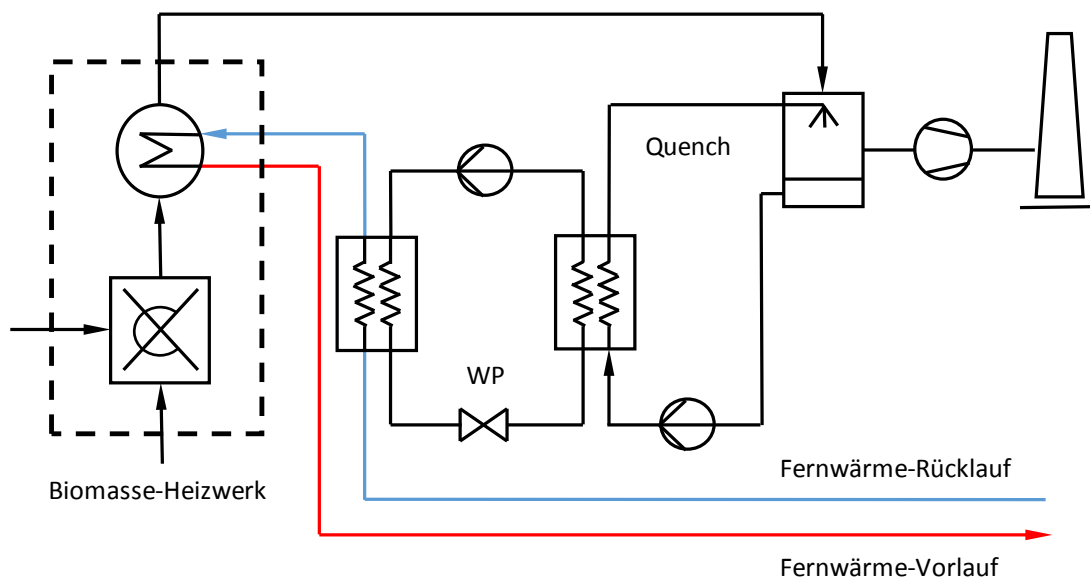 Quench
WP
Biomasse-Heizwerk
Fernwärme-Rücklauf
Fernwärme-Vorlauf